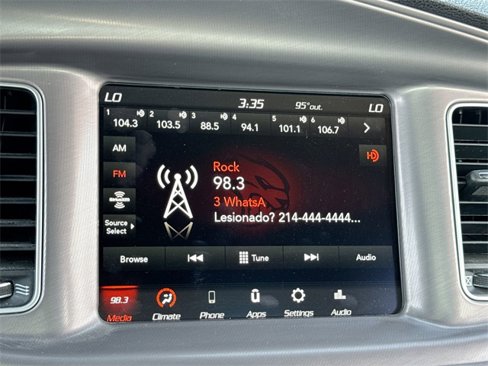 LO 3:35 95°out. LO
1 2 3 4 5 6
104.3 103.5 88.5 94.1 101.1 106.7
AM
FM
SiriusXM
Source Select
Rock
98.3
3 WhatsA
Lesionado? 214-444-4444...
Browse Tune Audio
98.3
Media Climate Phone Apps Settings Audio